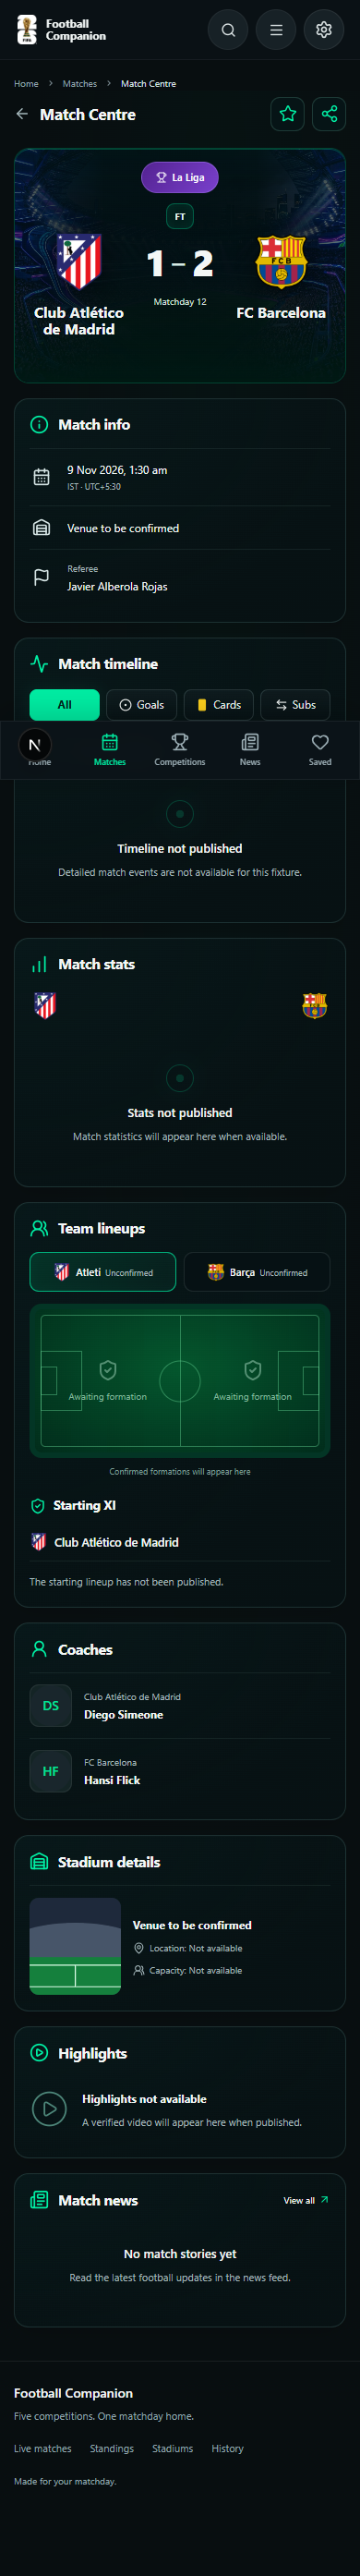 Football
Companion
Home > Matches > Match Centre
Match Centre
La Liga
FT
1 – 2
Club Atlético
de Madrid
Matchday 12
FC Barcelona
Match info
9 Nov 2026, 1:30 am
IST · UTC+5:30
Venue to be confirmed
Referee
Javier Alberola Rojas
Match timeline
All
Goals
Cards
Subs
N
Home
Matches
Competitions
News
Saved
Timeline not published
Detailed match events are not available for this fixture.
Match stats
Stats not published
Match statistics will appear here when available.
Team lineups
Atleti Unconfirmed
Barça Unconfirmed
Awaiting formation
Awaiting formation
Confirmed formations will appear here
Starting XI
Club Atlético de Madrid
The starting lineup has not been published.
Coaches
DS
Club Atlético de Madrid
Diego Simeone
HF
FC Barcelona
Hansi Flick
Stadium details
Venue to be confirmed
Location: Not available
Capacity: Not available
Highlights
Highlights not available
A verified video will appear here when published.
Match news
View all
No match stories yet
Read the latest football updates in the news feed.
Football Companion
Five competitions. One matchday home.
Live matches
Standings
Stadiums
History
Made for your matchday.